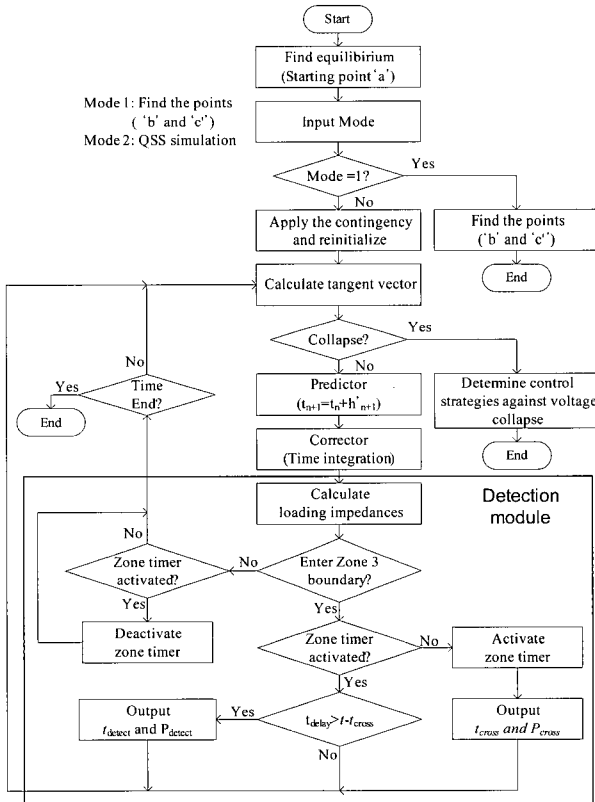 Start
Find equilibirium
(Starting point ‘a’)
Mode 1: Find the points
( ‘b’ and ‘c'’)
Mode 2: QSS simulation
Input Mode
Mode =1?
Yes
No
Apply the contingency
and reinitialize
Find the points
(‘b’ and ‘c'’)
End
Calculate tangent vector
Collapse?
Yes
No
No
Time
End?
Yes
End
Predictor
(tn+1=tn+h'n+1)
Determine control
strategies against voltage
collapse
End
Corrector
(Time integration)
Calculate
loading impedances
Detection
module
No
Zone timer
activated?
No
Enter Zone 3
boundary?
Yes
Yes
Deactivate
zone timer
Zone timer
activated?
No
Activate
zone timer
Yes
Output
tdetect and Pdetect
Yes
tdelay>t-tcross
No
Output
tcross and Pcross